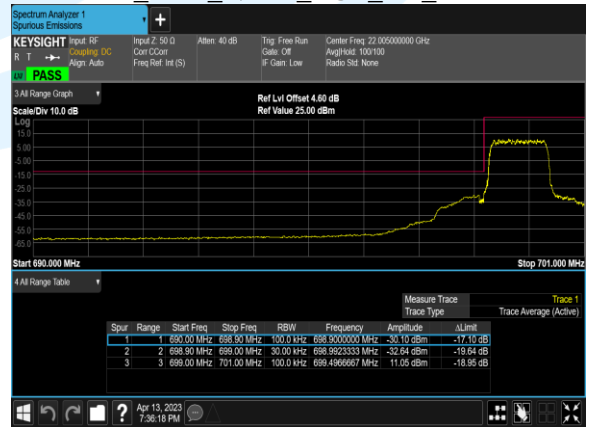 Spectrum Analyzer 1
Spurious Emissions
KEYSIGHT Input: RF Input Z: 50 Ω Atten: 40 dB Trig: Free Run Center Freq: 22.005000000 GHz
R T Coupling: DC Corr CCorr Gate: Off Avg|Hold: 100/100
Align: Auto Freq Ref: Int (S) IF Gain: Low Radio Std: None
LM PASS
3 All Range Graph
Ref Lvl Offset 4.60 dB
Scale/Div 10.0 dB Ref Value 25.00 dBm
Log
15.0
5.00
-5.00
-15.0
-25.0
-35.0
-45.0
-55.0
-65.0
Start 690.000 MHz Stop 701.000 MHz
4 All Range Table
Measure Trace Trace 1
Trace Type Trace Average (Active)
Spur Range Start Freq Stop Freq RBW Frequency Amplitude ΔLimit
1 1 690.00 MHz 698.90 MHz 100.0 kHz 698.9000000 MHz -30.10 dBm -17.10 dB
2 2 698.90 MHz 699.00 MHz 30.00 kHz 698.9923333 MHz -32.64 dBm -19.64 dB
3 3 699.00 MHz 701.00 MHz 100.0 kHz 699.4966667 MHz 11.05 dBm -18.95 dB
? Apr 13, 2023
7:36:18 PM